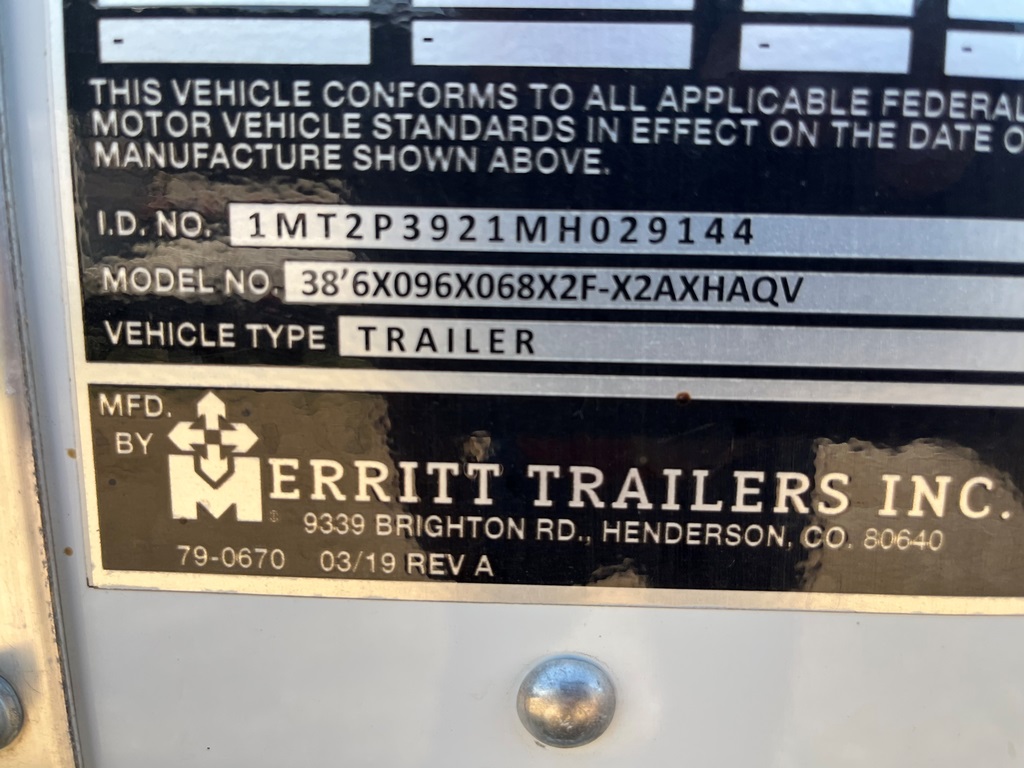 - - - -
THIS VEHICLE CONFORMS TO ALL APPLICABLE FEDERAL
MOTOR VEHICLE STANDARDS IN EFFECT ON THE DATE O
MANUFACTURE SHOWN ABOVE.
I.D. NO. 1MT2P3921MH029144
MODEL NO. 38'6X096X068X2F-X2AXHAQV
VEHICLE TYPE TRAILER
MFD.
BY
MERRITT TRAILERS INC.
9339 BRIGHTON RD., HENDERSON, CO. 80640
79-0670 03/19 REV A